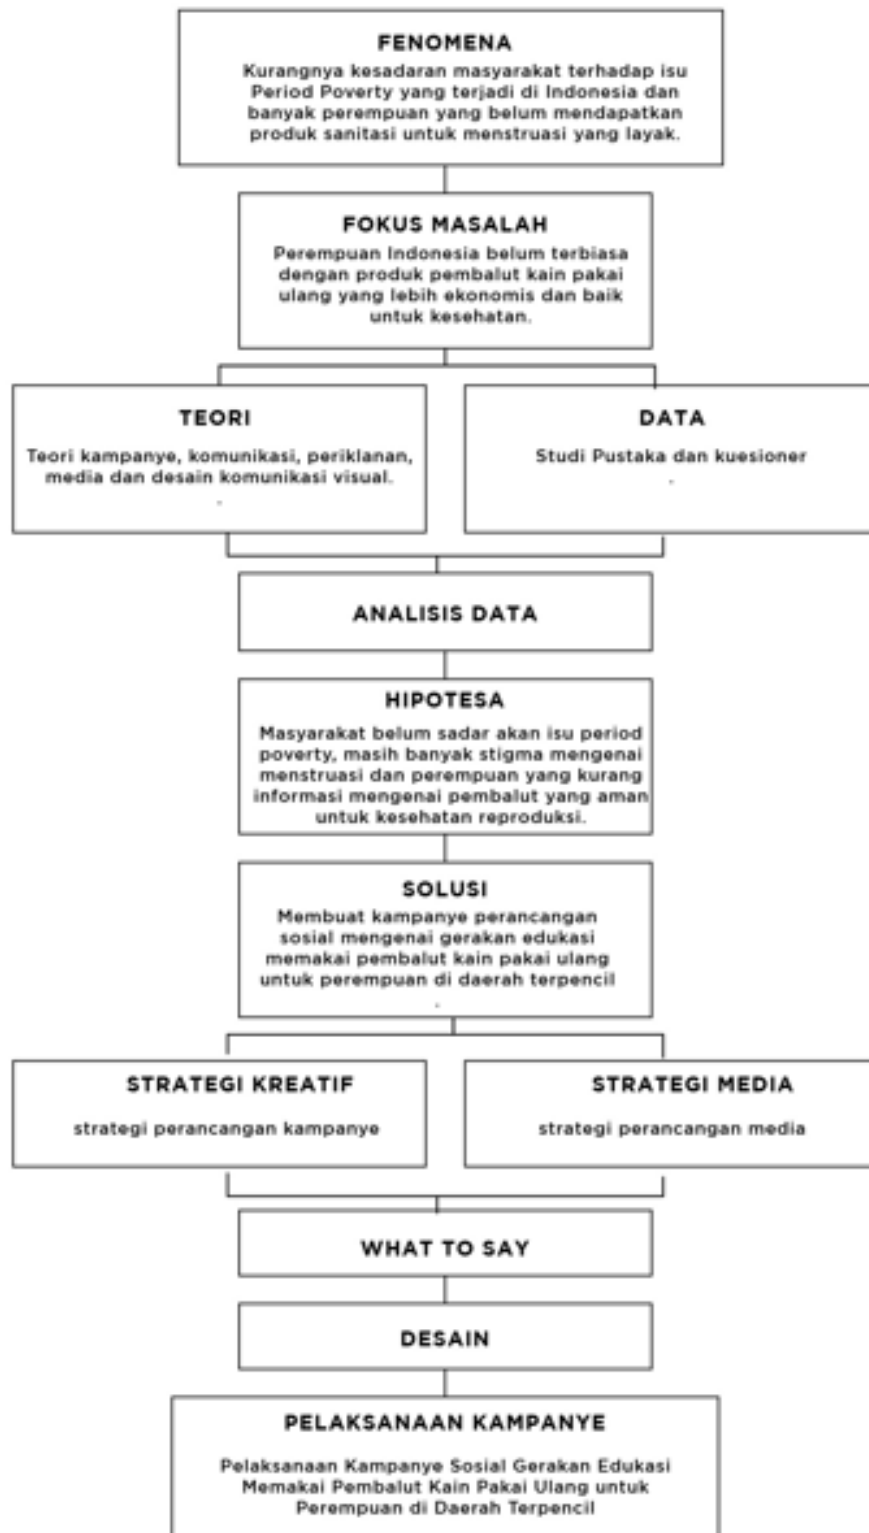 FENOMENA
Kurangnya kesadaran masyarakat terhadap isu
Period Poverty yang terjadi di Indonesia dan
banyak perempuan yang belum mendapatkan
produk sanitasi untuk menstruasi yang layak.
FOKUS MASALAH
Perempuan Indonesia belum terbiasa
dengan produk pembalut kain pakai
ulang yang lebih ekonomis dan baik
untuk kesehatan.
TEORI
Teori kampanye, komunikasi, periklanan,
media dan desain komunikasi visual.
.
DATA
Studi Pustaka dan kuesioner
.
ANALISIS DATA
HIPOTESA
Masyarakat belum sadar akan isu period
poverty, masih banyak stigma mengenai
menstruasi dan perempuan yang kurang
informasi mengenai pembalut yang aman
untuk kesehatan reproduksi.
SOLUSI
Membuat kampanye perancangan
sosial mengenai gerakan edukasi
memakai pembalut kain pakai ulang
untuk perempuan di daerah terpencil
.
STRATEGI KREATIF
strategi perancangan kampanye
STRATEGI MEDIA
strategi perancangan media
WHAT TO SAY
DESAIN
PELAKSANAAN KAMPANYE
Pelaksanaan Kampanye Sosial Gerakan Edukasi
Memakai Pembalut Kain Pakai Ulang untuk
Perempuan di Daerah Terpencil